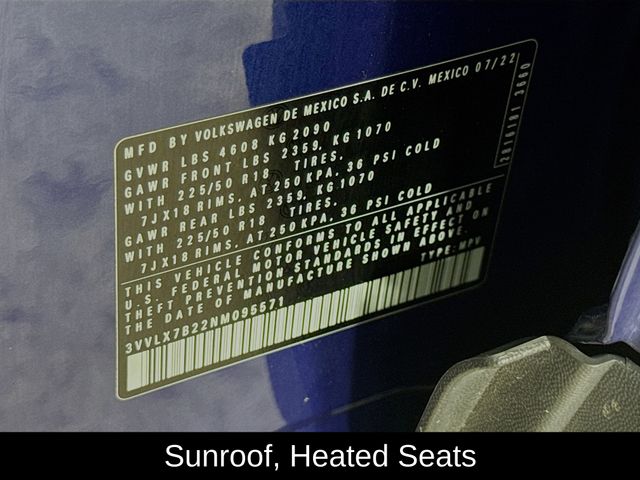 MFD BY VOLKSWAGEN DE MEXICO S.A. DE C.V. MEXICO 07/22
GVWR LBS 4608 KG 2090
GAWR FRONT LBS 2359, KG 1070
WITH 225/50 R18 TIRES,
7JX18 RIMS, AT 250KPA, 36 PSI COLD
GAWR REAR LBS 2359, KG 1070
WITH 225/50 R18 TIRES,
7JX18 RIMS, AT 250KPA, 36 PSI COLD
THIS VEHICLE CONFORMS TO ALL APPLICABLE
U.S. FEDERAL MOTOR VEHICLE SAFETY AND
THEFT PREVENTION STANDARDS IN EFFECT ON
THE DATE OF MANUFACTURE SHOWN ABOVE.
TYPE: MPV
3VVLX7B22NM095571
Sunroof, Heated Seats